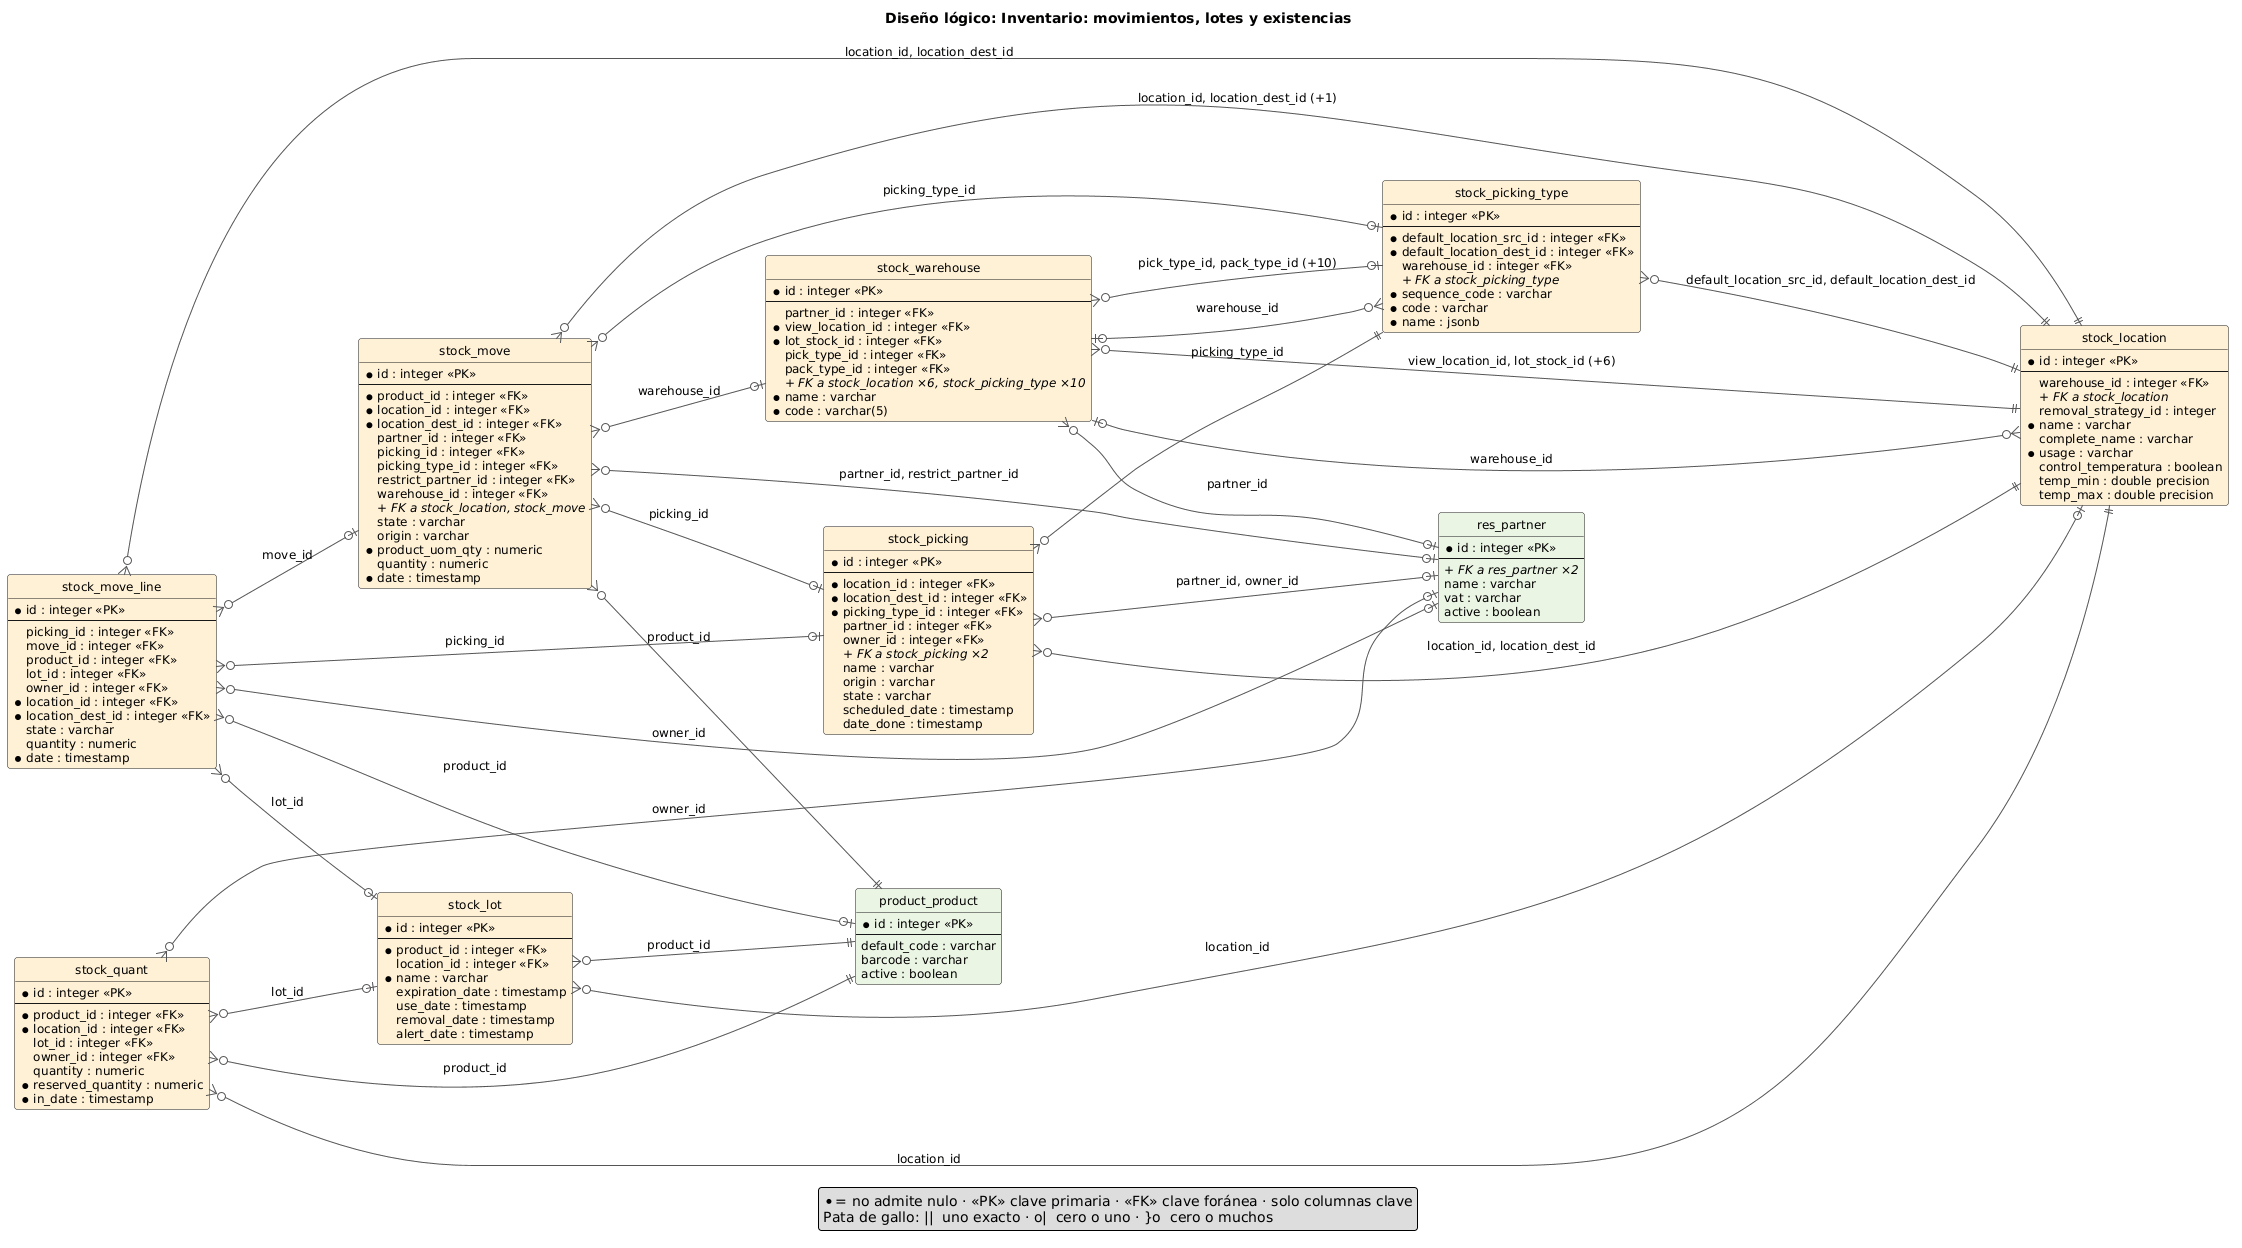 Diseño lógico: Inventario: movimientos, lotes y existencias
location_id, location_dest_id
location_id, location_dest_id (+1)
picking_type_id
stock_picking_type
• id : integer «PK»
• default_location_src_id : integer «FK»
• default_location_dest_id : integer «FK»
warehouse_id : integer «FK»
+ FK a stock_picking_type
• sequence_code : varchar
• code : varchar
• name : jsonb
stock_warehouse
• id : integer «PK»
partner_id : integer «FK»
• view_location_id : integer «FK»
• lot_stock_id : integer «FK»
pick_type_id : integer «FK»
pack_type_id : integer «FK»
+ FK a stock_location ×6, stock_picking_type ×10
• name : varchar
• code : varchar(5)
pick_type_id, pack_type_id (+10)
warehouse_id
picking_type_id
default_location_src_id, default_location_dest_id
view_location_id, lot_stock_id (+6)
warehouse_id
stock_location
• id : integer «PK»
warehouse_id : integer «FK»
+ FK a stock_location
removal_strategy_id : integer
• name : varchar
complete_name : varchar
• usage : varchar
control_temperatura : boolean
temp_min : double precision
temp_max : double precision
stock_move
• id : integer «PK»
• product_id : integer «FK»
• location_id : integer «FK»
• location_dest_id : integer «FK»
partner_id : integer «FK»
picking_id : integer «FK»
picking_type_id : integer «FK»
restrict_partner_id : integer «FK»
warehouse_id : integer «FK»
+ FK a stock_location, stock_move
state : varchar
origin : varchar
• product_uom_qty : numeric
quantity : numeric
• date : timestamp
warehouse_id
partner_id, restrict_partner_id
partner_id
picking_id
move_id
stock_picking
• id : integer «PK»
• location_id : integer «FK»
• location_dest_id : integer «FK»
• picking_type_id : integer «FK»
partner_id : integer «FK»
owner_id : integer «FK»
+ FK a stock_picking ×2
name : varchar
origin : varchar
state : varchar
scheduled_date : timestamp
date_done : timestamp
res_partner
• id : integer «PK»
+ FK a res_partner ×2
name : varchar
vat : varchar
active : boolean
partner_id, owner_id
location_id, location_dest_id
stock_move_line
• id : integer «PK»
picking_id : integer «FK»
move_id : integer «FK»
product_id : integer «FK»
lot_id : integer «FK»
owner_id : integer «FK»
• location_id : integer «FK»
• location_dest_id : integer «FK»
state : varchar
quantity : numeric
• date : timestamp
picking_id
product_id
owner_id
product_id
lot_id
owner_id
stock_lot
• id : integer «PK»
• product_id : integer «FK»
location_id : integer «FK»
• name : varchar
expiration_date : timestamp
use_date : timestamp
removal_date : timestamp
alert_date : timestamp
product_product
• id : integer «PK»
default_code : varchar
barcode : varchar
active : boolean
product_id
location_id
stock_quant
• id : integer «PK»
• product_id : integer «FK»
• location_id : integer «FK»
lot_id : integer «FK»
owner_id : integer «FK»
quantity : numeric
• reserved_quantity : numeric
• in_date : timestamp
lot_id
product_id
location_id
• = no admite nulo · «PK» clave primaria · «FK» clave foránea · solo columnas clave
Pata de gallo: || uno exacto · o| cero o uno · }o cero o muchos